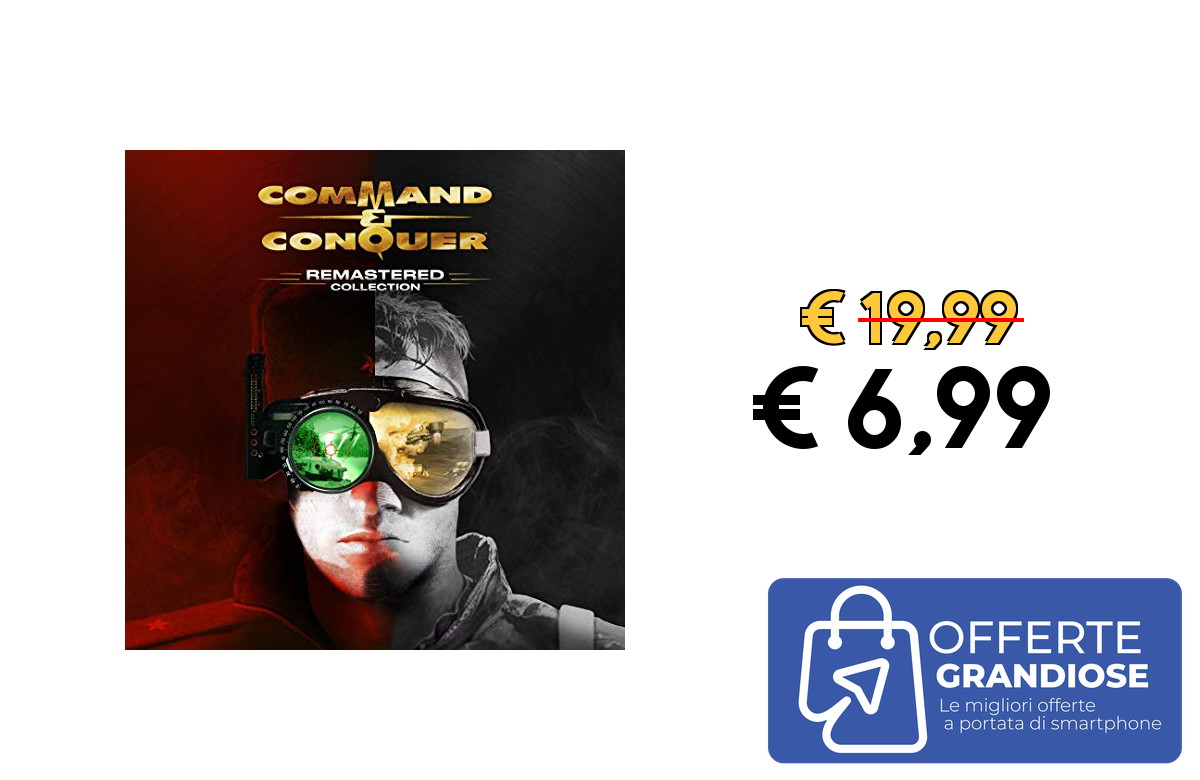 COMMAND
&
CONQUER
REMASTERED
COLLECTION
€ 19,99
€ 6,99
OFFERTE
GRANDIOSE
Le migliori offerte
a portata di smartphone